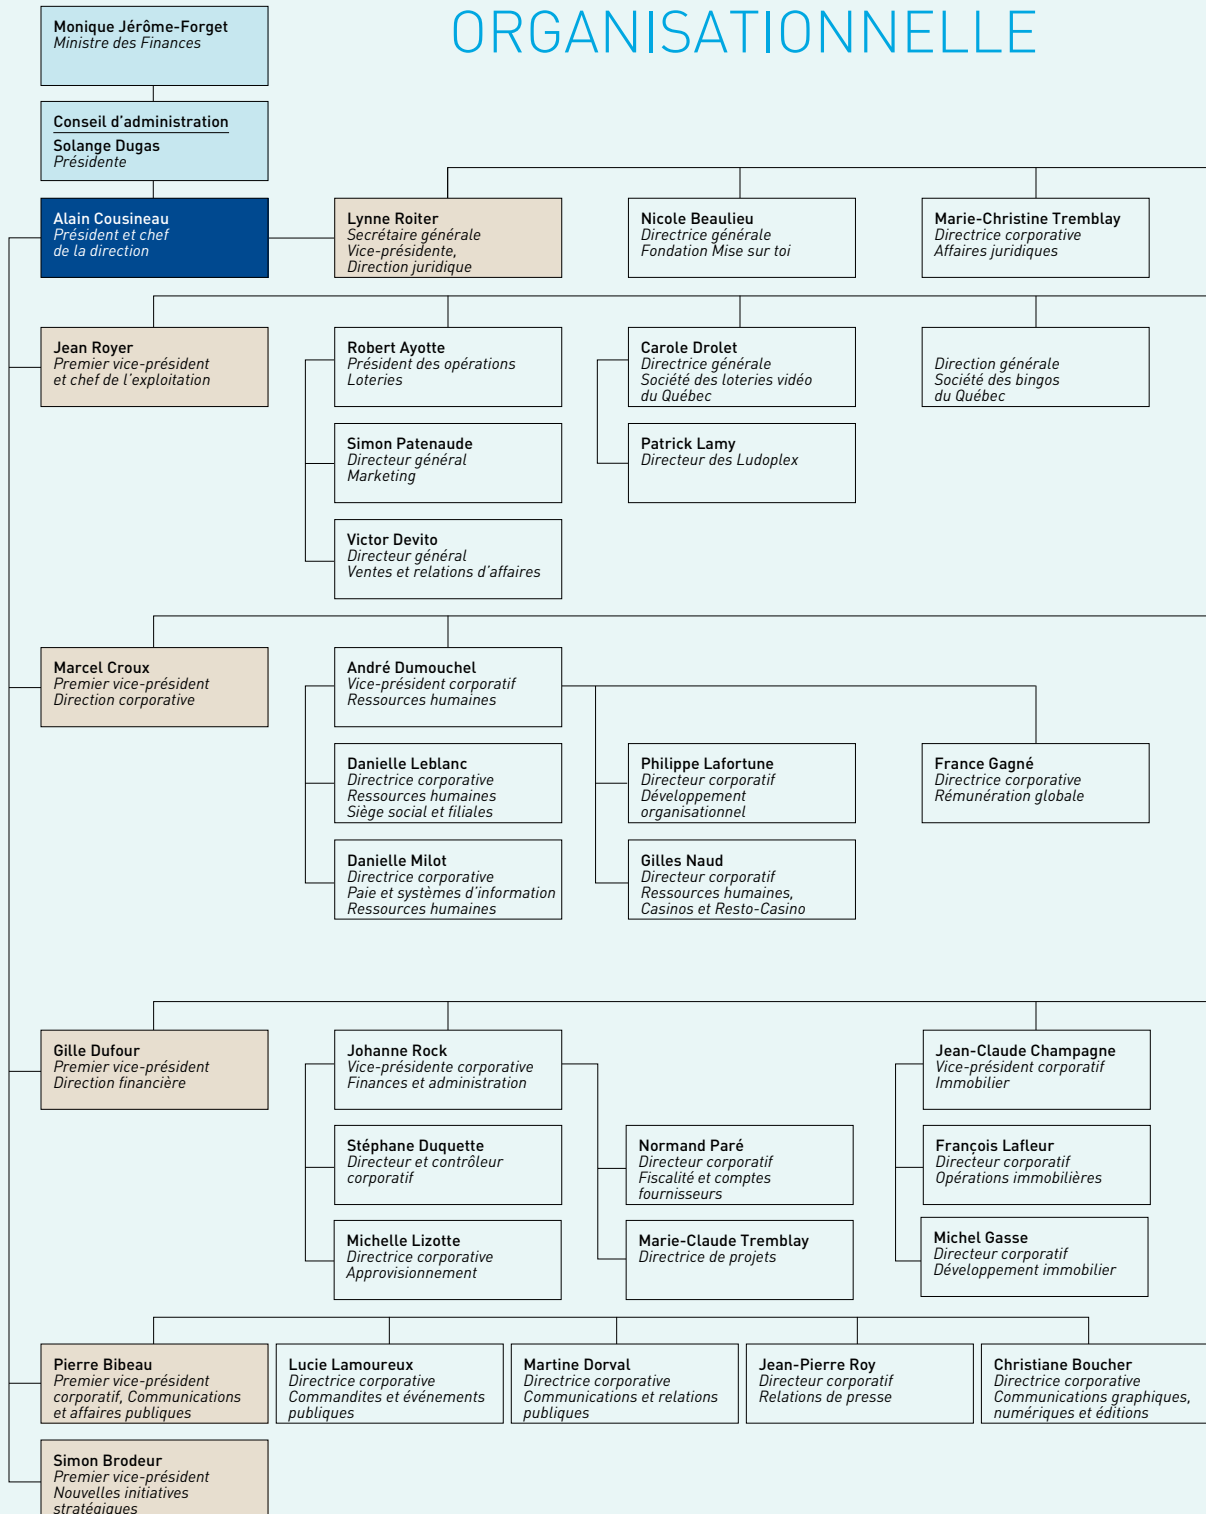 ORGANISATIONNELLE
Monique Jérôme-Forget
Ministre des Finances
Conseil d'administration
Solange Dugas
Présidente
Alain Cousineau
Président et chef
de la direction
Lynne Roiter
Secrétaire générale
Vice-présidente,
Direction juridique
Nicole Beaulieu
Directrice générale
Fondation Mise sur toi
Marie-Christine Tremblay
Directrice corporative
Affaires juridiques
Jean Royer
Premier vice-président
et chef de l'exploitation
Robert Ayotte
Président des opérations
Loteries
Carole Drolet
Directrice générale
Société des loteries vidéo
du Québec
Direction générale
Société des bingos
du Québec
Simon Patenaude
Directeur général
Marketing
Patrick Lamy
Directeur des Ludoplex
Victor Devito
Directeur général
Ventes et relations d'affaires
Marcel Croux
Premier vice-président
Direction corporative
André Dumouchel
Vice-président corporatif
Ressources humaines
Danielle Leblanc
Directrice corporative
Ressources humaines
Siège social et filiales
Philippe Lafortune
Directeur corporatif
Développement
organisationnel
France Gagné
Directrice corporative
Rémunération globale
Danielle Milot
Directrice corporative
Paie et systèmes d'information
Ressources humaines
Gilles Naud
Directeur corporatif
Ressources humaines,
Casinos et Resto-Casino
Gille Dufour
Premier vice-président
Direction financière
Johanne Rock
Vice-présidente corporative
Finances et administration
Jean-Claude Champagne
Vice-président corporatif
Immobilier
Stéphane Duquette
Directeur et contrôleur
corporatif
Normand Paré
Directeur corporatif
Fiscalité et comptes
fournisseurs
François Lafleur
Directeur corporatif
Opérations immobilières
Michelle Lizotte
Directrice corporative
Approvisionnement
Marie-Claude Tremblay
Directrice de projets
Michel Gasse
Directeur corporatif
Développement immobilier
Pierre Bibeau
Premier vice-président
corporatif, Communications
et affaires publiques
Lucie Lamoureux
Directrice corporative
Commandites et événements
publiques
Martine Dorval
Directrice corporative
Communications et relations
publiques
Jean-Pierre Roy
Directeur corporatif
Relations de presse
Christiane Boucher
Directrice corporative
Communications graphiques,
numériques et éditions
Simon Brodeur
Premier vice-président
Nouvelles initiatives
stratégiques